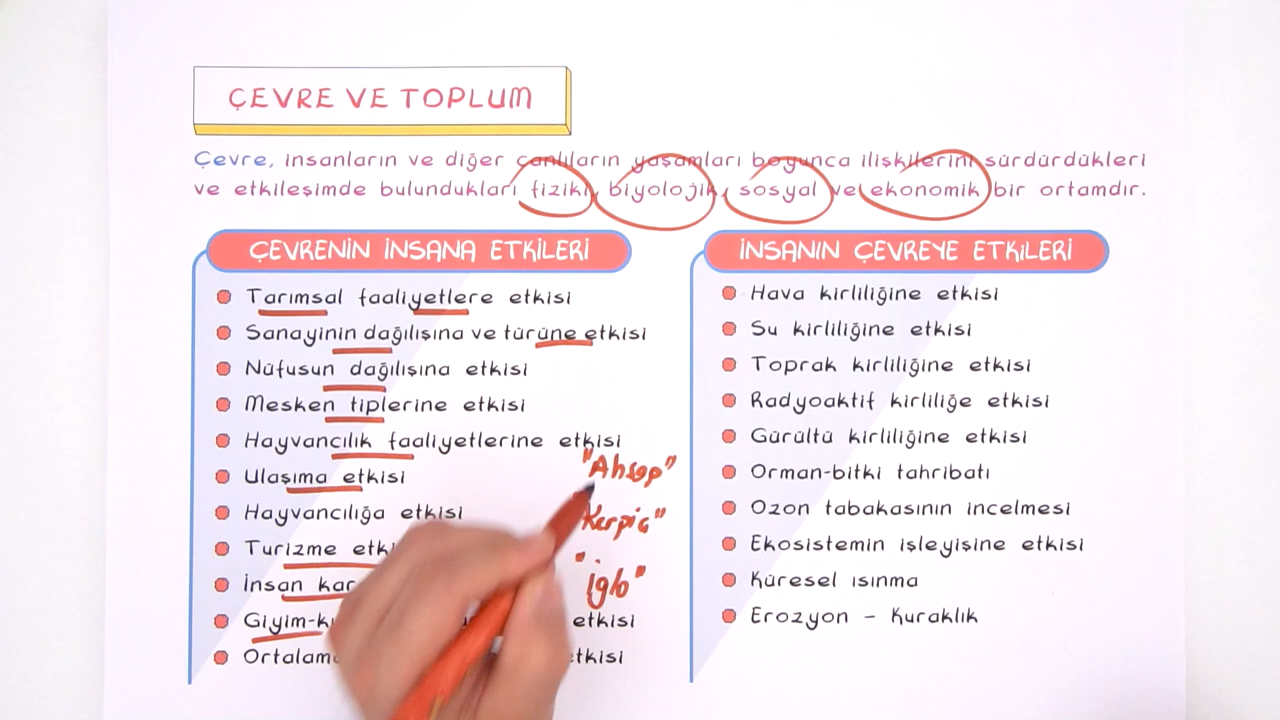 ÇEVRE VE TOPLUM
Çevre, insanların ve diğer canlıların yaşamları boyunca ilişkilerini sürdürdükleri
ve etkileşimde bulundukları fiziki, biyolojik, sosyal ve ekonomik bir ortamdır.
ÇEVRENİN İNSANA ETKİLERİ
Tarımsal faaliyetlere etkisi
Sanayinin dağılışına ve türüne etkisi
Nüfusun dağılışına etkisi
Mesken tiplerine etkisi
Hayvancılık faaliyetlerine etkisi
Ulaşıma etkisi
Hayvancılığa etkisi
Turizme etki
İnsan kar
Giyim-k etkisi
Ortalam etkisi
"Ahşap"
Kerpiç"
"İglo"
İNSANIN ÇEVREYE ETKİLERİ
Hava kirliliğine etkisi
Su kirliliğine etkisi
Toprak kirliliğine etkisi
Radyoaktif kirliliğe etkisi
Gürültü kirliliğine etkisi
Orman-bitki tahribatı
Ozon tabakasının incelmesi
Ekosistemin işleyişine etkisi
Küresel ısınma
Erozyon - Kuraklık